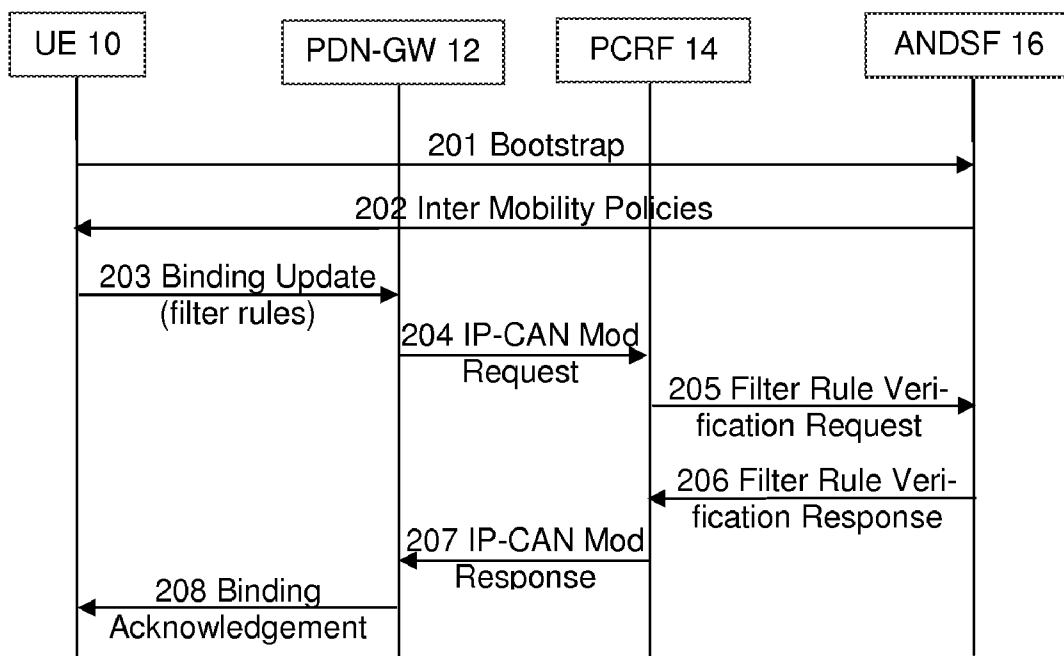 UE 10
PDN-GW 12
PCRF 14
ANDSF 16
201 Bootstrap
202 Inter Mobility Policies
203 Binding Update
(filter rules)
204 IP-CAN Mod
Request
205 Filter Rule Veri-
fication Request
206 Filter Rule Veri-
fication Response
207 IP-CAN Mod
Response
208 Binding
Acknowledgement